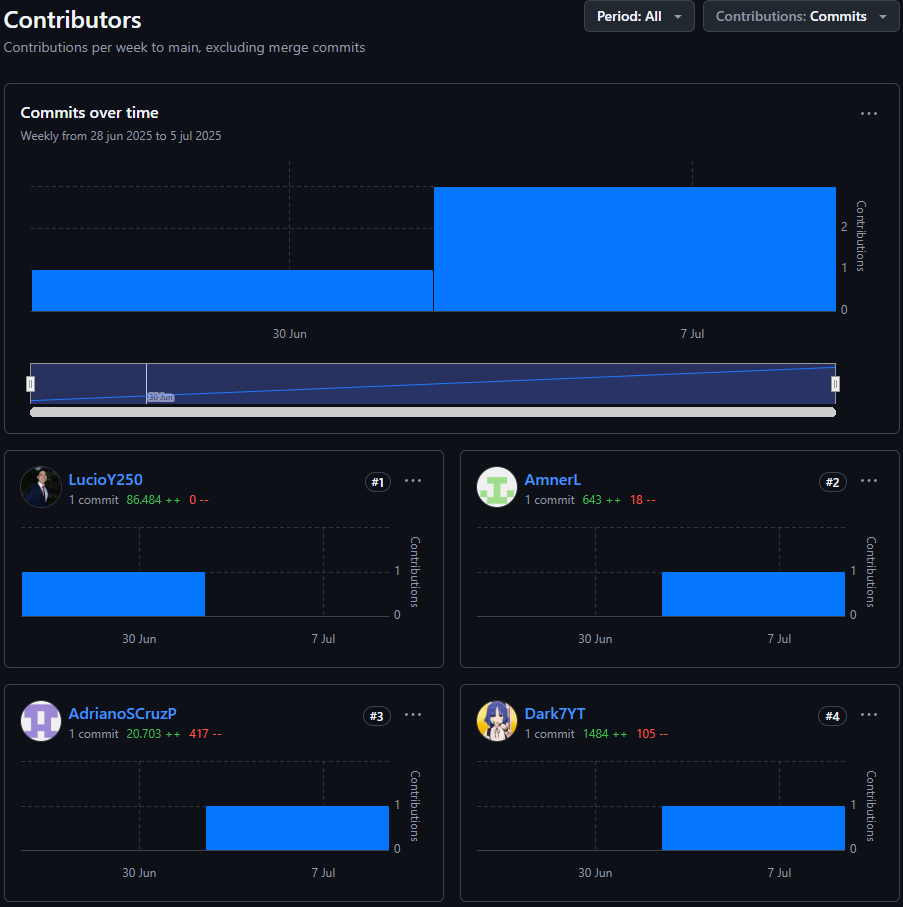 Contributors
Period: All
Contributions: Commits
Contributions per week to main, excluding merge commits
Commits over time
Weekly from 28 jun 2025 to 5 jul 2025
Contributions
2
1
0
30 Jun
7 Jul
30 Jun
LucioY250
#1
1 commit 86.484 ++ 0 --
Contributions
1
0
30 Jun
7 Jul
AmnerL
#2
1 commit 643 ++ 18 --
Contributions
1
0
30 Jun
7 Jul
AdrianoSCruzP
#3
1 commit 20.703 ++ 417 --
Contributions
1
0
30 Jun
7 Jul
Dark7YT
#4
1 commit 1484 ++ 105 --
Contributions
1
0
30 Jun
7 Jul